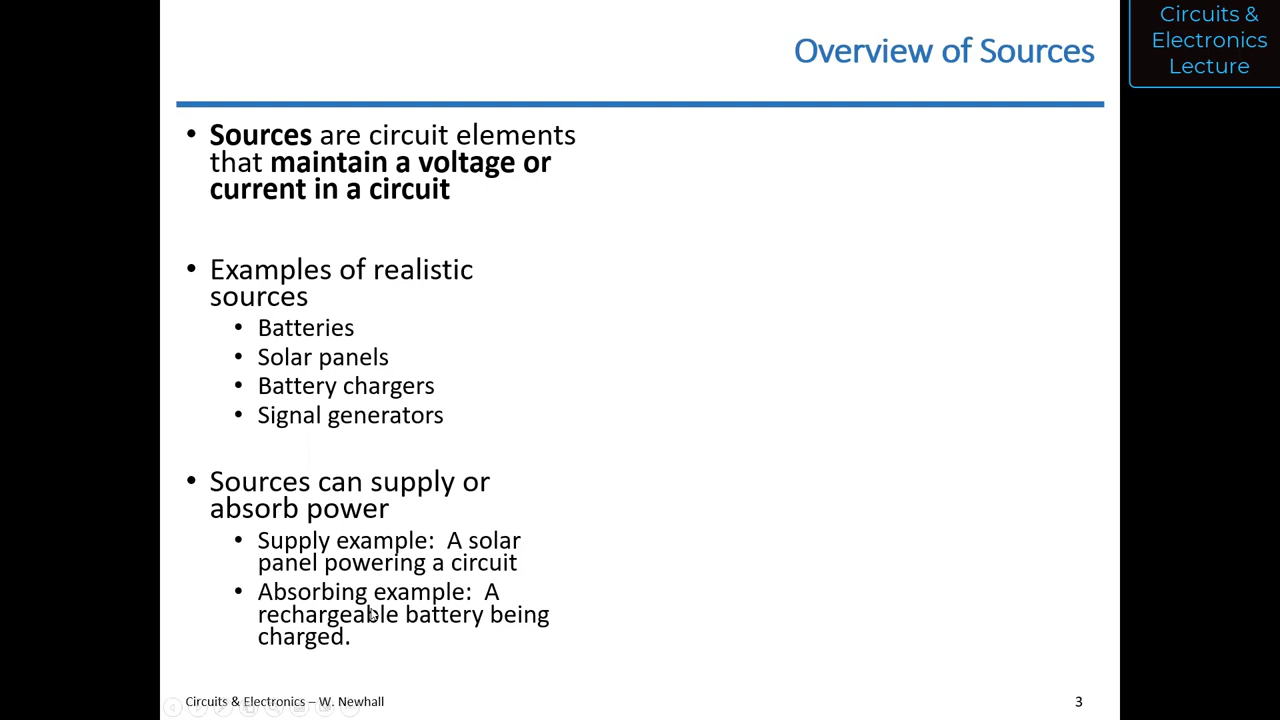 Circuits &
Electronics
Lecture
Overview of Sources
• Sources are circuit elements
that maintain a voltage or
current in a circuit
• Examples of realistic
sources
• Batteries
• Solar panels
• Battery chargers
• Signal generators
• Sources can supply or
absorb power
• Supply example:  A solar
panel powering a circuit
• Absorbing example:  A
rechargeable battery being
charged.
Circuits & Electronics – W. Newhall
3